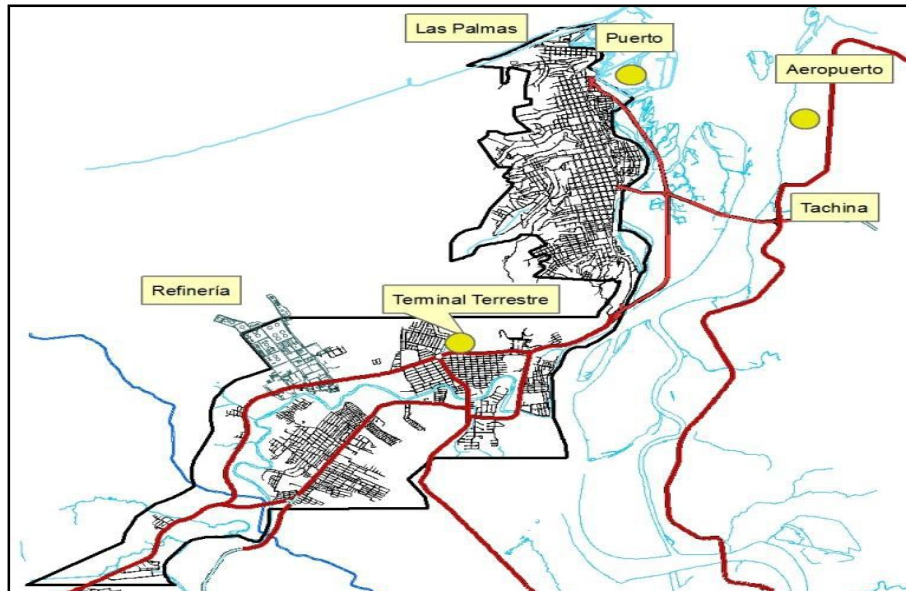 Las Palmas
Puerto
Aeropuerto
Tachina
Refinería
Terminal Terrestre